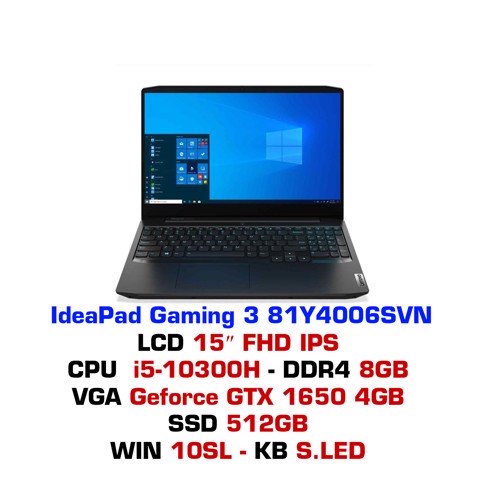 IdeaPad Gaming 3 81Y4006SVN
LCD 15″ FHD IPS
CPU i5-10300H - DDR4 8GB
VGA Geforce GTX 1650 4GB
SSD 512GB
WIN 10SL - KB S.LED